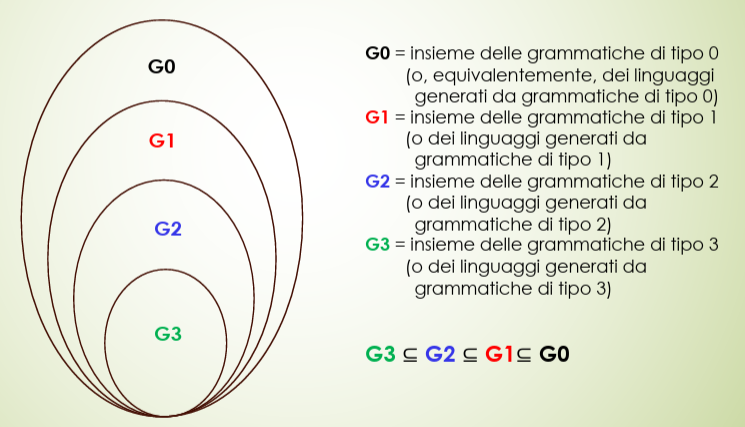 G0
G1
G2
G3
G0 = insieme delle grammatiche di tipo 0
(o, equivalentemente, dei linguaggi
generati da grammatiche di tipo 0)
G1 = insieme delle grammatiche di tipo 1
(o dei linguaggi generati da
grammatiche di tipo 1)
G2 = insieme delle grammatiche di tipo 2
(o dei linguaggi generati da
grammatiche di tipo 2)
G3 = insieme delle grammatiche di tipo 3
(o dei linguaggi generati da
grammatiche di tipo 3)
G3 ⊆ G2 ⊆ G1⊆ G0